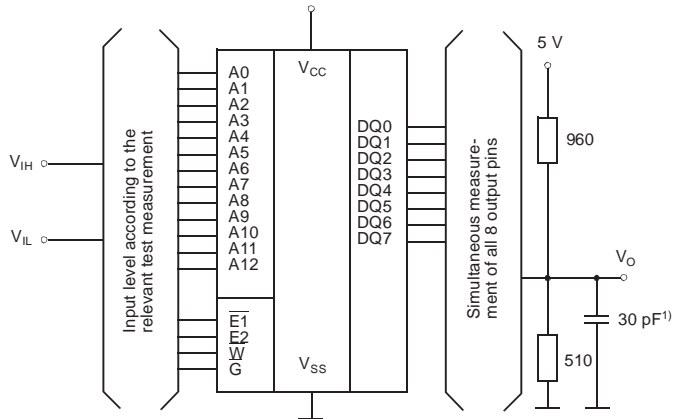 5 V
V_CC
A0
A1
A2
A3
A4
A5
A6
A7
A8
A9
A10
A11
A12
E̅1̅
E2
W̅
G̅
V_SS
DQ0
DQ1
DQ2
DQ3
DQ4
DQ5
DQ6
DQ7
V_IH
V_IL
Input level according to the
relevant test measurement
Simultaneous measure-
ment of all 8 output pins
960
V_O
30 pF¹⁾
510